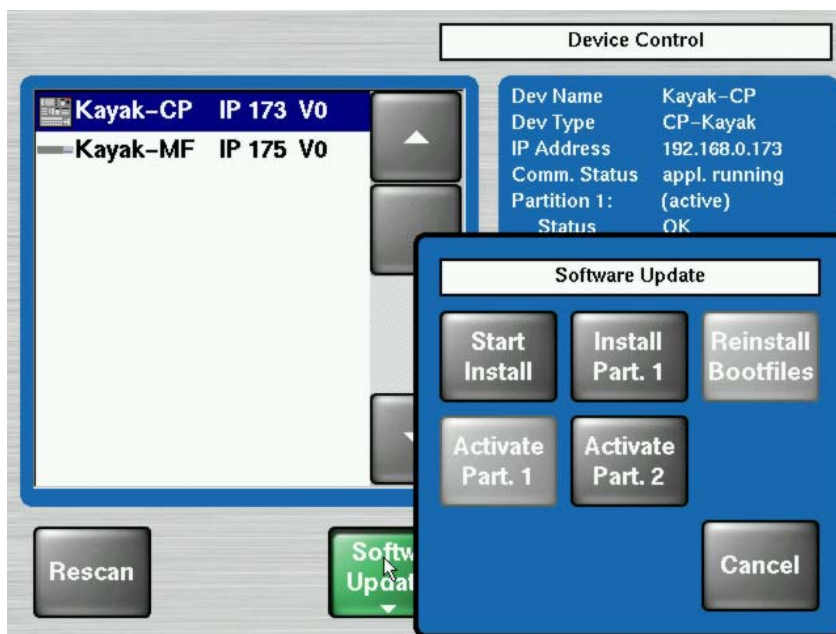 Device Control
Kayak-CP IP 173 V0
Kayak-MF IP 175 V0
Dev Name Kayak-CP
Dev Type CP-Kayak
IP Address 192.168.0.173
Comm. Status appl. running
Partition 1: (active)
Status OK
Software Update
Start Install
Install Part. 1
Reinstall Bootfiles
Activate Part. 1
Activate Part. 2
Rescan
Cancel